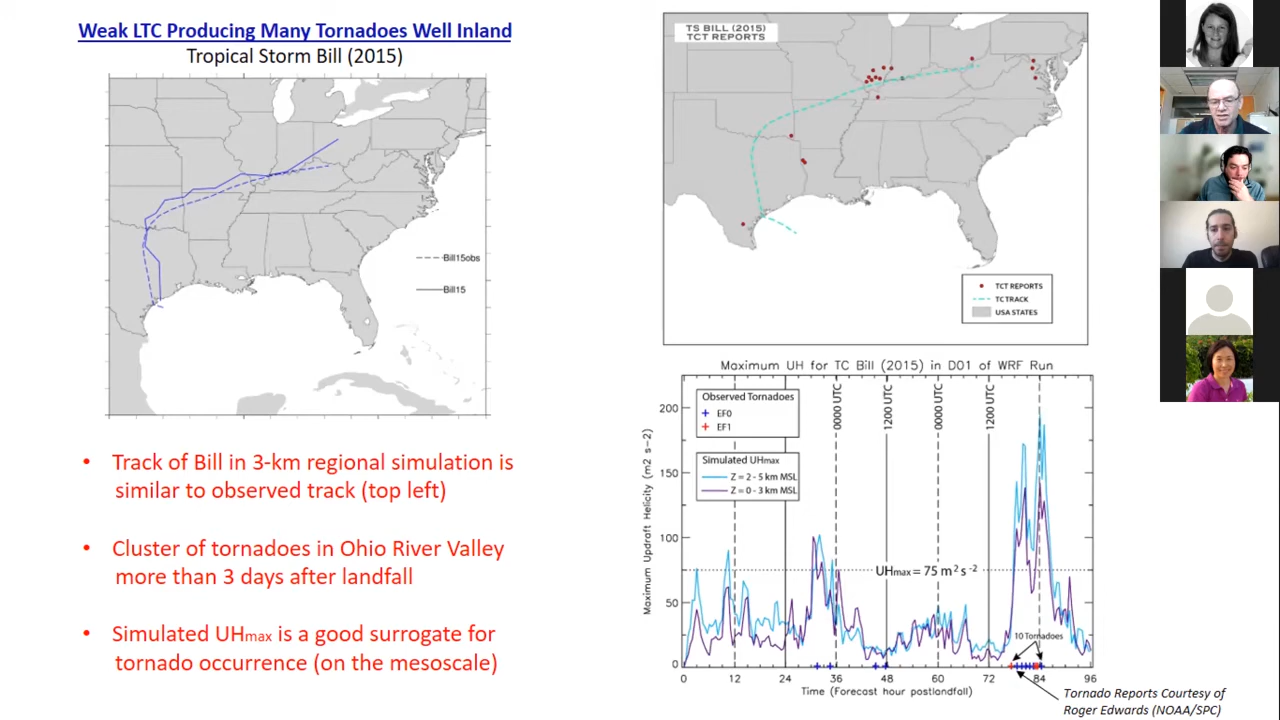 Weak LTC Producing Many Tornadoes Well Inland
Tropical Storm Bill (2015)
Bill15obs
Bill15
• Track of Bill in 3-km regional simulation is
similar to observed track (top left)
• Cluster of tornadoes in Ohio River Valley
more than 3 days after landfall
• Simulated UHmax is a good surrogate for
tornado occurrence (on the mesoscale)
TS BILL (2015)
TCT REPORTS
TCT REPORTS
TC TRACK
USA STATES
Maximum UH for TC Bill (2015) in D01 of WRF Run
Observed Tornadoes
EF0
EF1
Simulated UHmax
Z = 2 - 5 km MSL
Z = 0 - 3 km MSL
0000 UTC
1200 UTC
0000 UTC
1200 UTC
UHmax = 75 m2 s-2
10 Tornadoes
Maximum Updraft Helicity (m2 s-2)
200
150
100
50
0
0 12 24 36 48 60 72 84 96
Time (Forecast hour postlandfall)
Tornado Reports Courtesy of
Roger Edwards (NOAA/SPC)